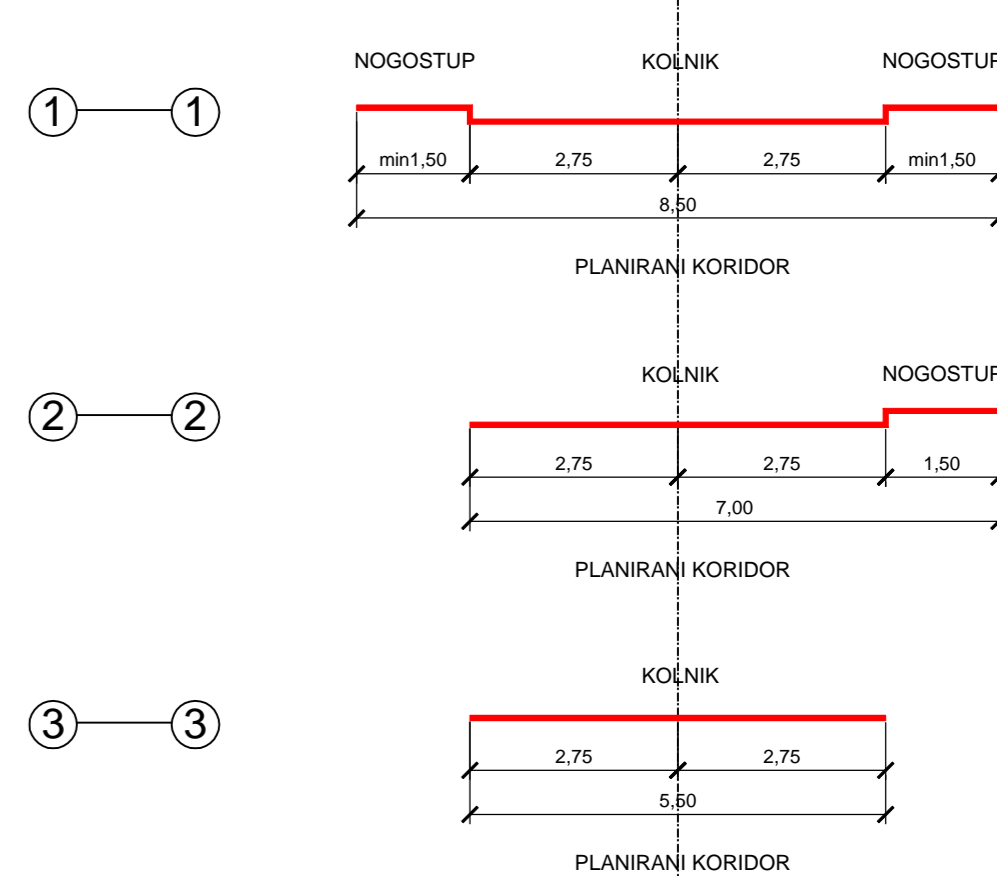 NOGOSTUP KOLNIK NOGOSTUP
1 1
min1,50 2,75 2,75 min1,50
8,50
PLANIRANI KORIDOR
KOLNIK NOGOSTUP
2 2
2,75 2,75 1,50
7,00
PLANIRANI KORIDOR
KOLNIK
3 3
2,75 2,75
5,50
PLANIRANI KORIDOR